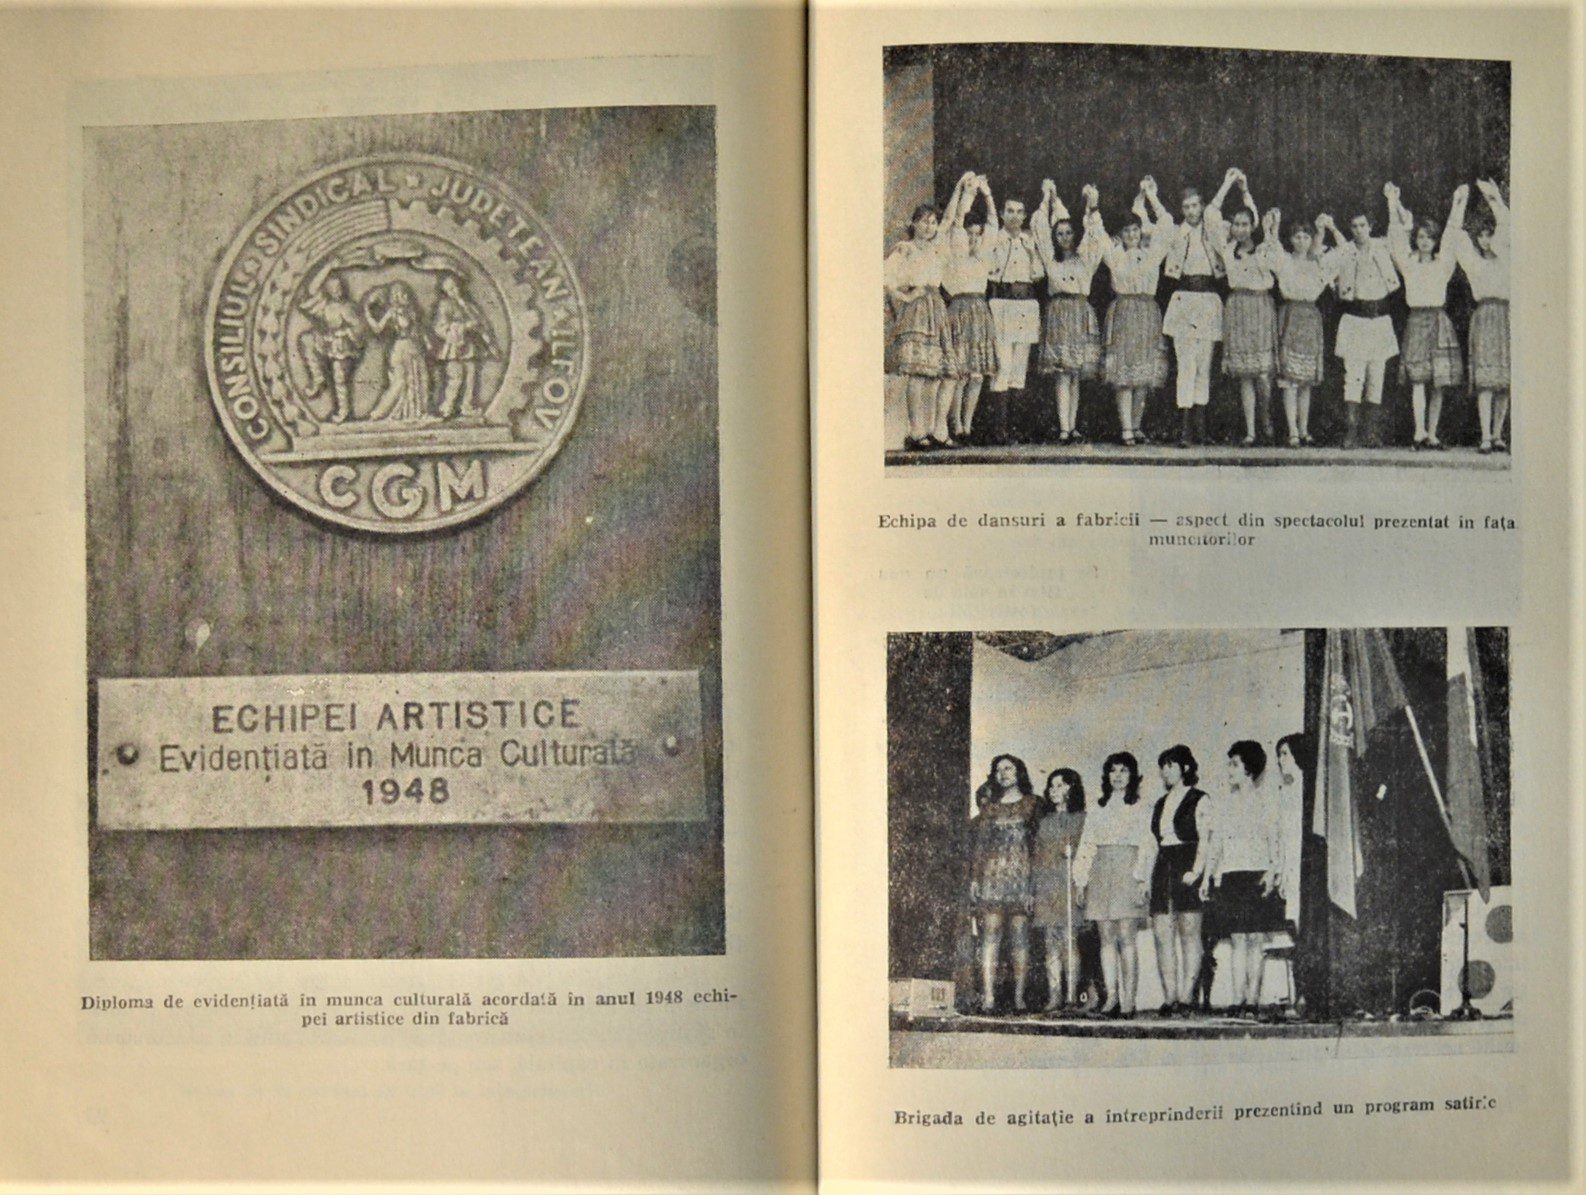 CONSILIUL SINDICAL ★ JUDEȚEAN ★ ILFOV
CGM
ECHIPEI ARTISTICE
Evidențiată in Munca Culturală
1948
Diploma de evidențiată în munca culturală acordată în anul 1948 echi-
pei artistice din fabrică
Echipa de dansuri a fabricii — aspect din spectacolul prezentat în fața
muncitorilor
Brigada de agitație a întreprinderii prezentind un program satiric